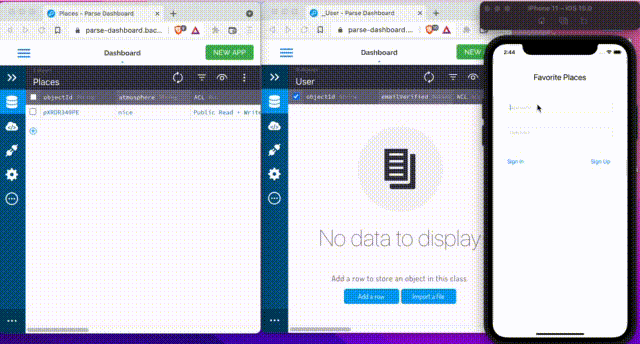 Places - Parse Dashboard
parse-dashboard.bac...
Dashboard
NEW APP
Places
objectId String
atmosphere String
ACL
nice
Public Read + Write
_User - Parse Dashboard
parse-dashboard....
Dashboard
NEW
User
objectId String
emailVerified
ACL
No data to display
Add a row to store an object in this class
Add a row
Import a file
iPhone 11 – iOS 15.0
2:44
Favorite Places
Sign In
Sign Up